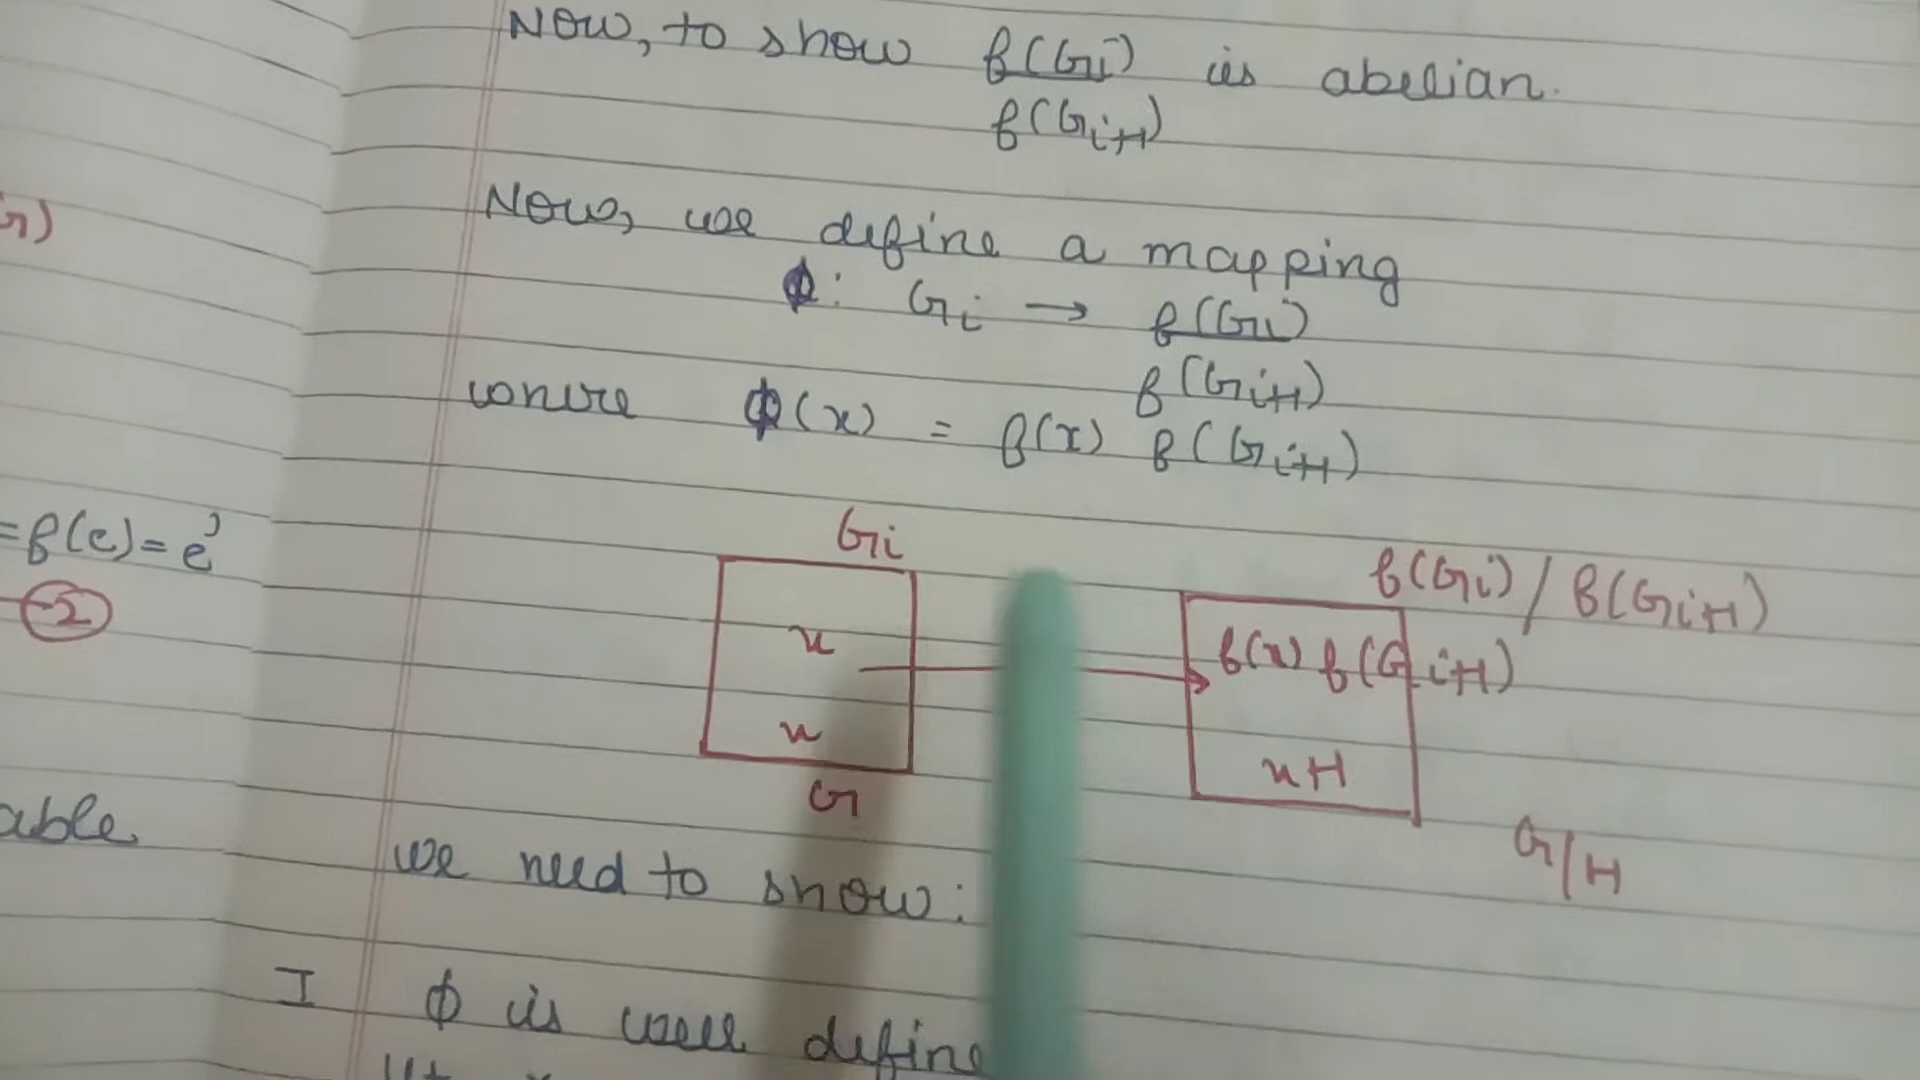 Now, to show f(Gi) is abelian.
f(Gi+1)
Now, we define a mapping
ϕ: Gi → f(Gi)
f(Gi+1)
where ϕ(x) = f(x) f(Gi+1)
Gi
f(Gi) / f(Gi+1)
x
f(x) f(Gi+1)
x
xH
G
G/H
we need to show:
I ϕ is well define
=f(e)=e'
-2
able